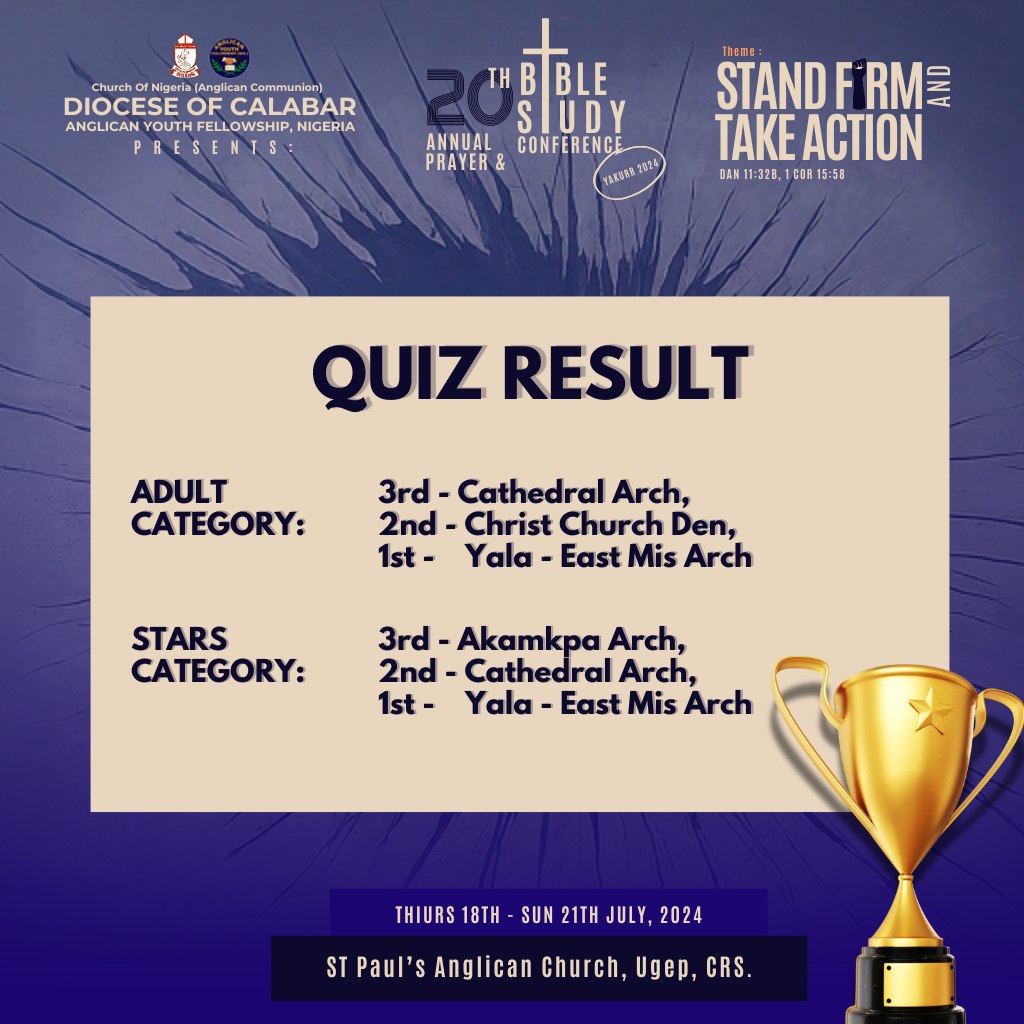 Church Of Nigeria (Anglican Communion)
DIOCESE OF CALABAR
ANGLICAN YOUTH FELLOWSHIP, NIGERIA
PRESENTS:
20TH BIBLE
STUDY
ANNUAL CONFERENCE
PRAYER &
YAKURR 2024
Theme :
STAND FIRM AND
TAKE ACTION
DAN 11:32B, 1 COR 15:58
QUIZ RESULT
ADULT
CATEGORY:
3rd - Cathedral Arch,
2nd - Christ Church Den,
1st - Yala - East Mis Arch
STARS
CATEGORY:
3rd - Akamkpa Arch,
2nd - Cathedral Arch,
1st - Yala - East Mis Arch
THIURS 18TH - SUN 21TH JULY, 2024
ST Paul's Anglican Church, Ugep, CRS.